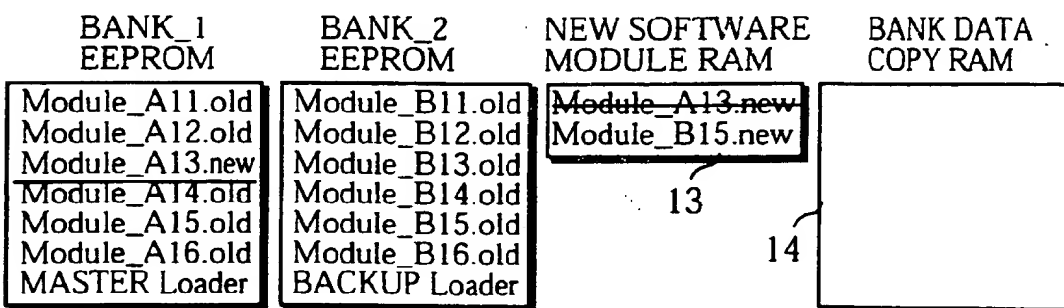 BANK_1
EEPROM
Module_A11.old
Module_A12.old
Module_A13.new
Module_A14.old
Module_A15.old
Module_A16.old
MASTER Loader
BANK_2
EEPROM
Module_B11.old
Module_B12.old
Module_B13.old
Module_B14.old
Module_B15.old
Module_B16.old
BACKUP Loader
NEW SOFTWARE
MODULE RAM
Module_A13.new
Module_B15.new
13
BANK DATA
COPY RAM
14